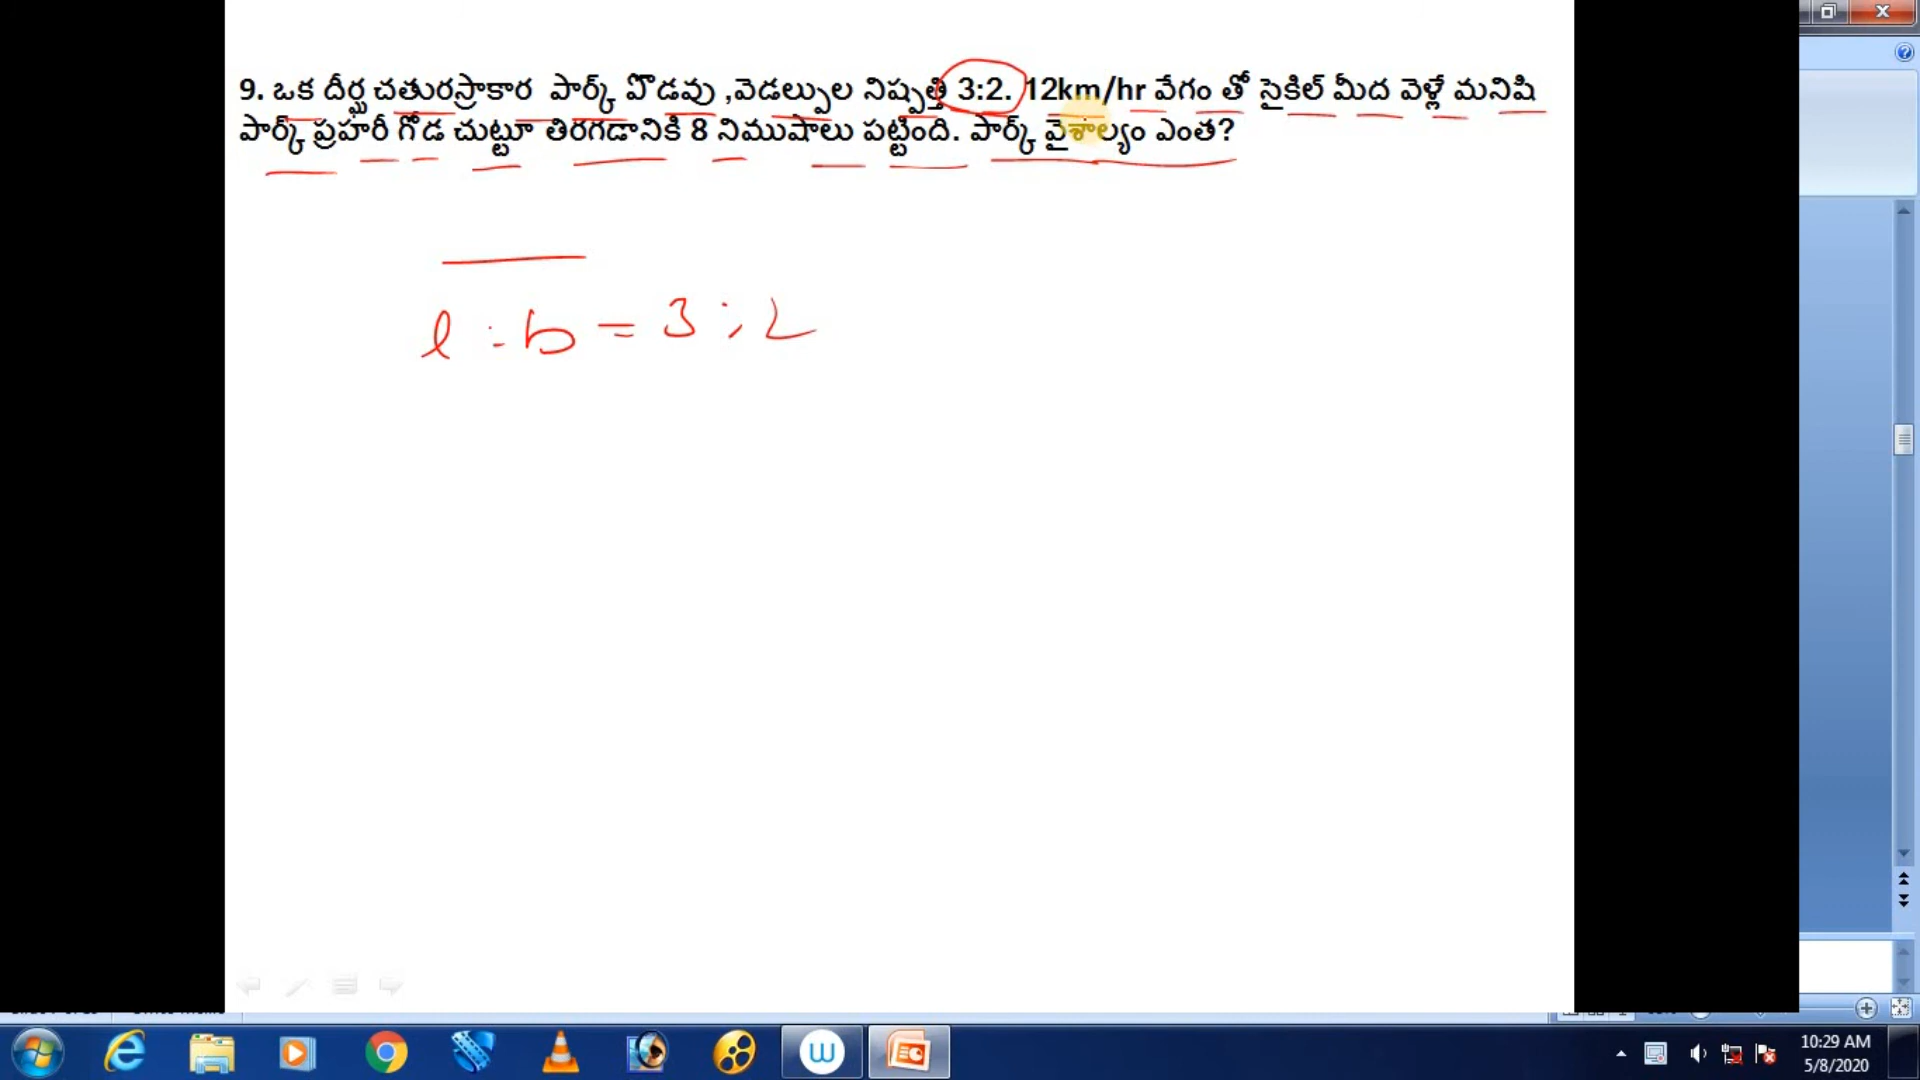 9. ఒక దీర్ఘ చతురస్రాకార పార్క్ పొడవు ,వెడల్పుల నిష్పత్తి 3:2. 12km/hr వేగం తో సైకిల్ మీద వెళ్లే మనిషి
పార్క్ ప్రహరీ గోడ చుట్టూ తిరగడానికి 8 నిముషాలు పట్టింది. పార్క్ వైశాల్యం ఎంత?
l : b = 3 : 2
10:29 AM
5/8/2020